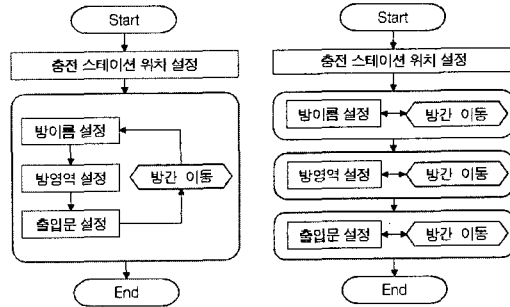 Start
충전 스테이션 위치 설정
방이름 설정
방영역 설정
방간 이동
출입문 설정
End
Start
충전 스테이션 위치 설정
방이름 설정
방간 이동
방영역 설정
방간 이동
출입문 설정
방간 이동
End